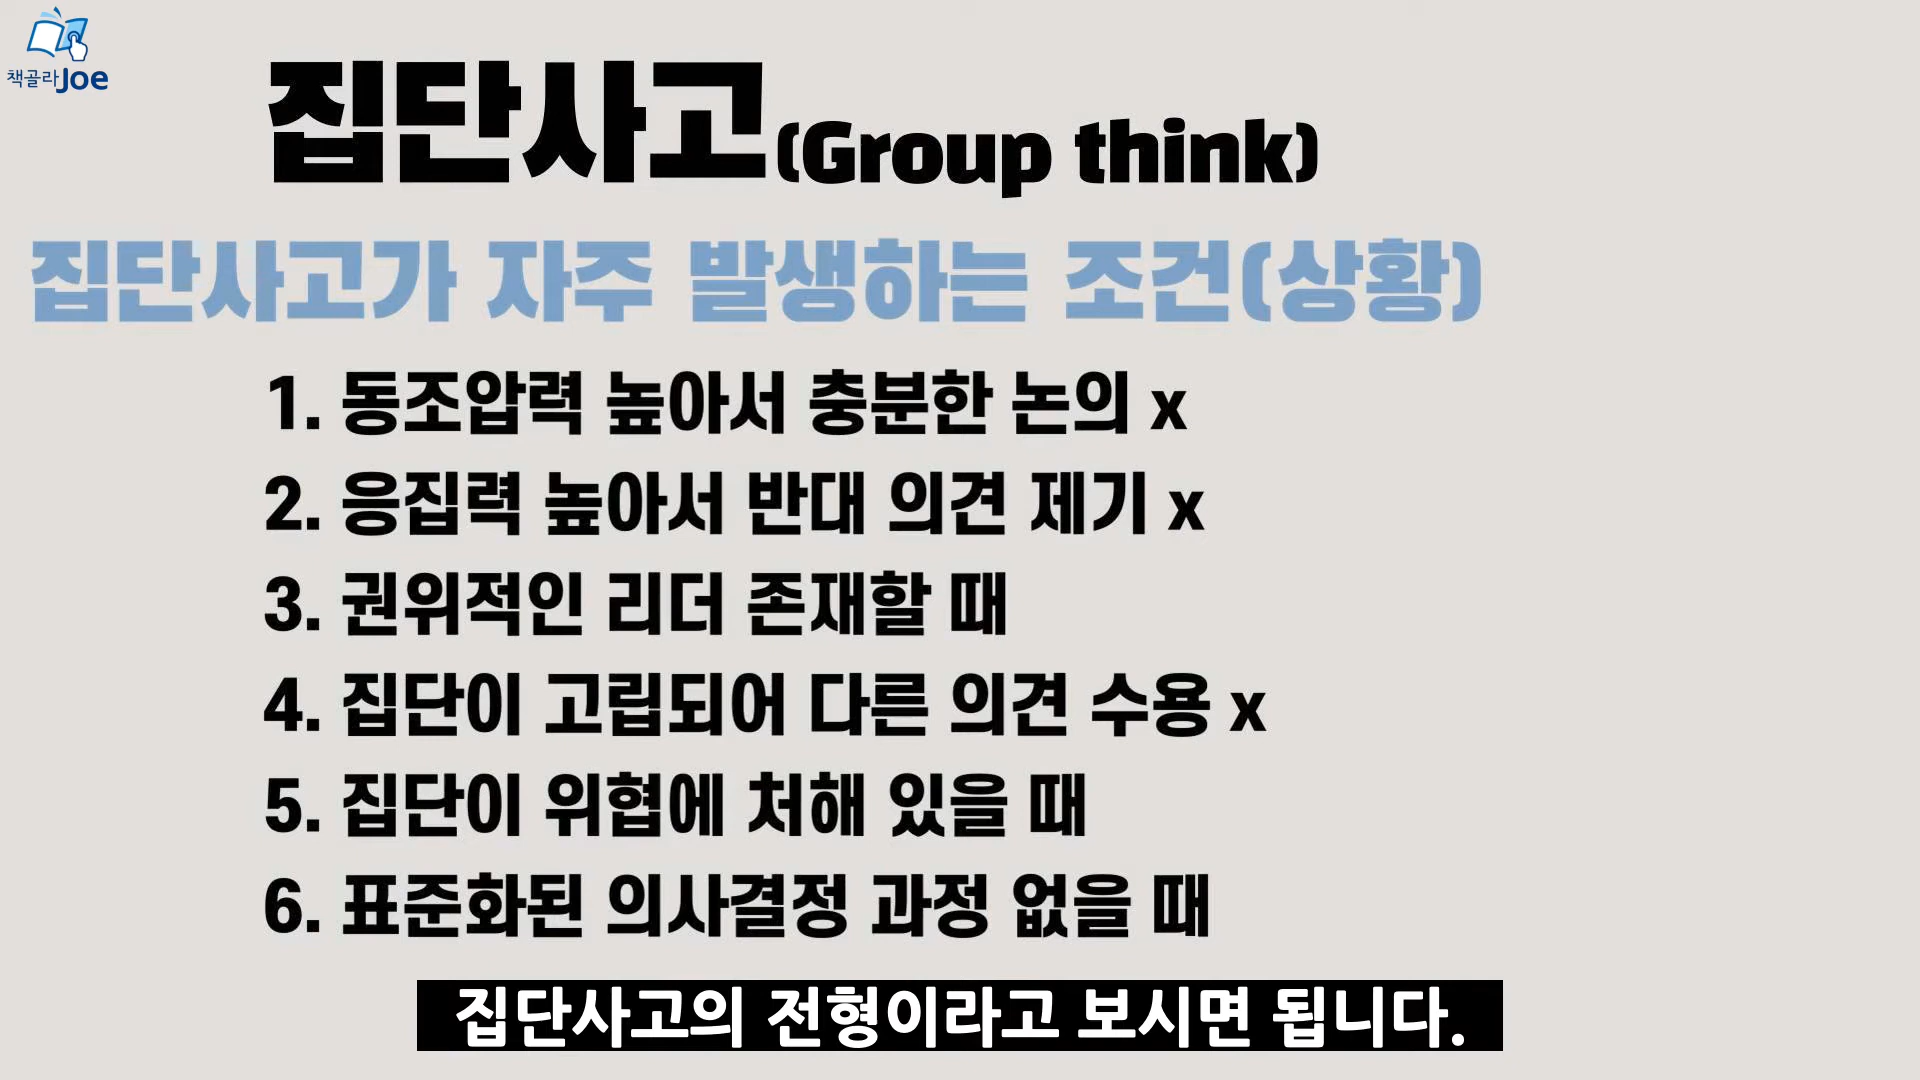 책골라Joe
집단사고(Group think)
집단사고가 자주 발생하는 조건(상황)
1. 동조압력 높아서 충분한 논의 x
2. 응집력 높아서 반대 의견 제기 x
3. 권위적인 리더 존재할 때
4. 집단이 고립되어 다른 의견 수용 x
5. 집단이 위협에 처해 있을 때
6. 표준화된 의사결정 과정 없을 때
집단사고의 전형이라고 보시면 됩니다.